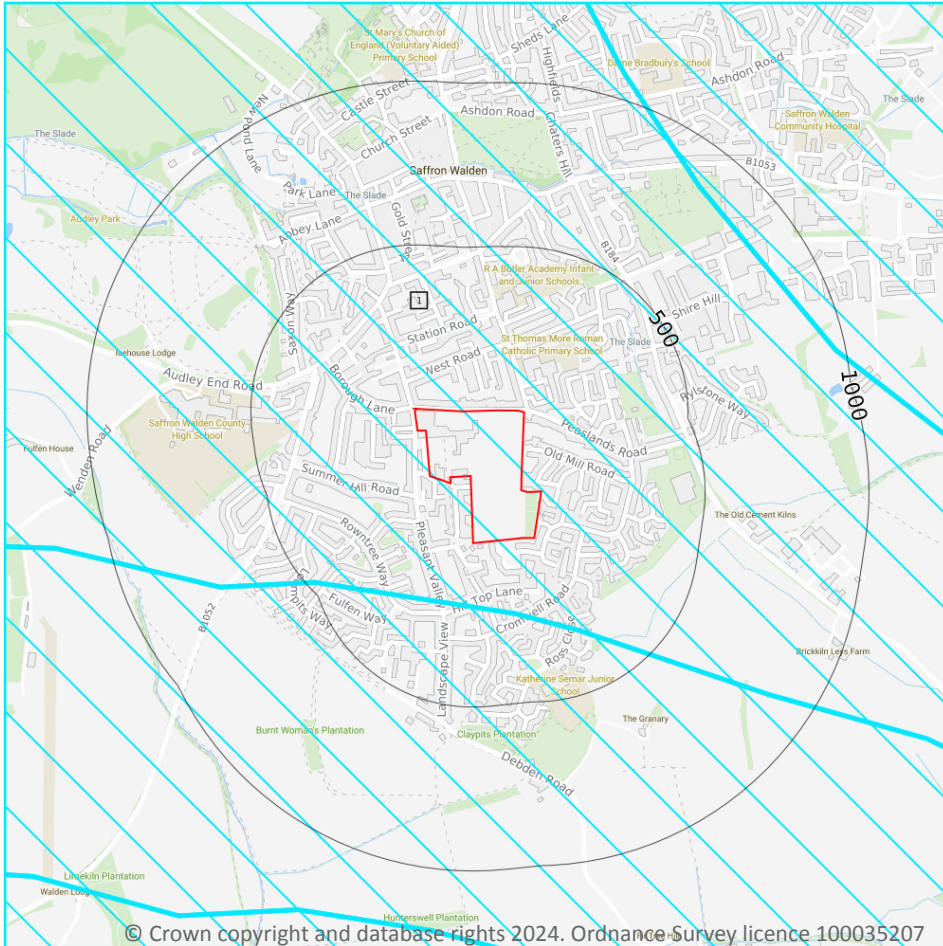 St Mary's Church of
England (Voluntary Aided)
Primary School
Sheds Lane
Highfields
Dame Bradbury's School
Ashdon Road
The Slade
New
Pond Lane
Castle Street
Ashdon Road
Chaters Hill
Saffron Walden
Community Hospital
The Slade
Church Street
B1053
Saffron Walden
Park Lane
The Slade
Audley Park
Abbey Lane
Gold Street
B184
R A Butler Academy Infant
and Junior Schools
1
Saxon Way
Shire Hill
500
Station Road
St Thomas More Roman
Catholic Primary School
The Slade
Icehouse Lodge
West Road
Audley End Road
1000
Borough Lane
Rylstone Way
Saffron Walden County
High School
Peaslands Road
Fulfen House
Wenden Road
Old Mill Road
Summer Hill Road
The Old Cement Kilns
Rowntree Way
Pleasant Valley
Hill Top Lane
Fulfen Way
Cromwell Road
B1052
Landscape View
Ross Close
Brickkiln Leys Farm
Katherine Semar Junior
School
The Granary
Burnt Woman's Plantation
Claypits Plantation
Debden Road
Limekiln Plantation
Hunterswell Plantation
© Crown copyright and database rights 2024. Ordnance Survey licence 100035207